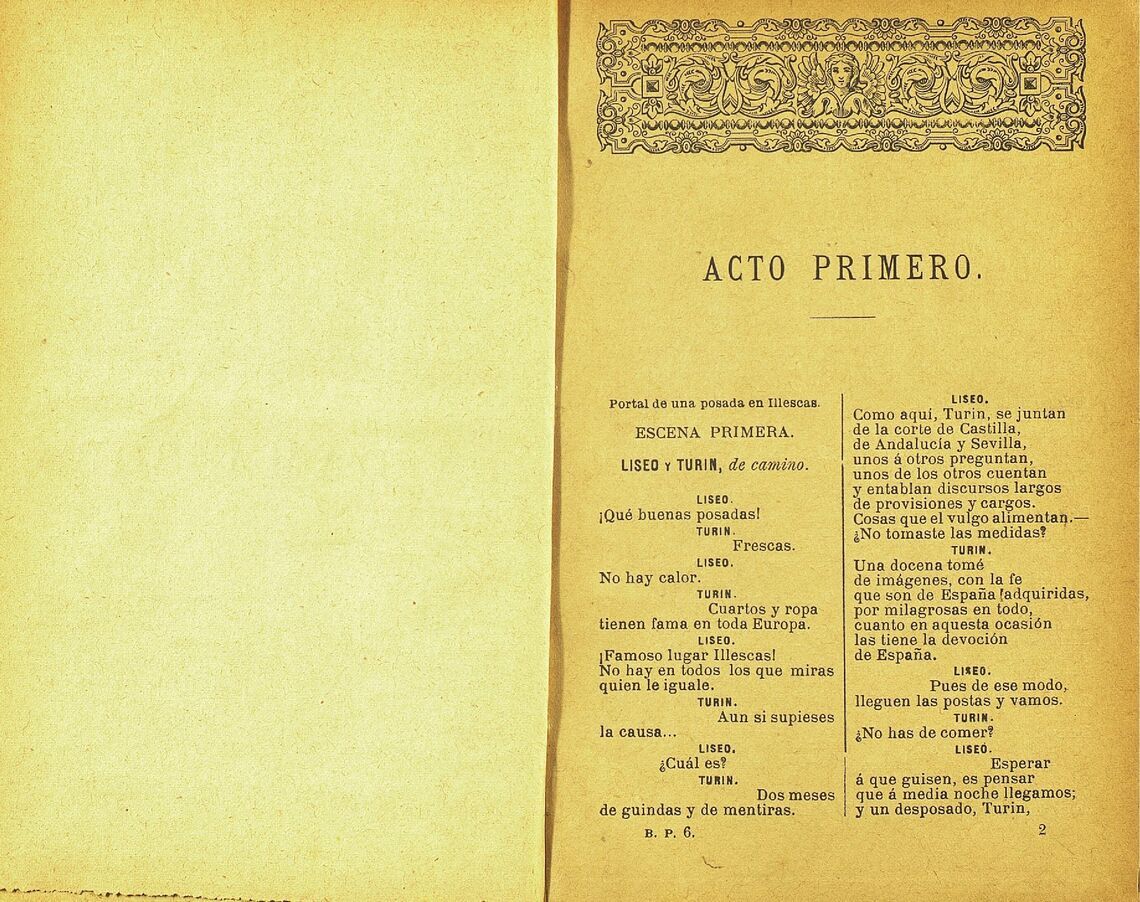 ACTO PRIMERO.
Portal de una posada en Illescas.
ESCENA PRIMERA.
LISEO Y TURIN, de camino.
LISEO.
¡Qué buenas posadas!
TURIN.
Frescas.
LISEO.
No hay calor.
TURIN.
Cuartos y ropa
tienen fama en toda Europa.
LISEO.
¡Famoso lugar Illescas!
No hay en todos los que miras
quien le iguale.
TURIN.
Aun si supieses
la causa...
LISEO.
¿Cuál es?
TURIN.
Dos meses
de guindas y de mentiras.
LISEO.
Como aquí, Turin, se juntan
de la corte de Castilla,
de Andalucía y Sevilla,
unos á otros preguntan,
unos de los otros cuentan
y entablan discursos largos
de provisiones y cargos.
Cosas que el vulgo alimentan.—
¿No tomaste las medidas?
TURIN.
Una docena tomé
de imágenes, con la fe
que son de España adquiridas,
por milagrosas en todo,
cuanto en aquesta ocasión
las tiene la devoción
de España.
LISEO.
Pues de ese modo,
lleguen las postas y vamos.
TURIN.
¿No has de comer?
LISEO.
Esperar
á que guisen, es pensar
que á media noche llegamos;
y un desposado, Turin,
B. P. 6.
2